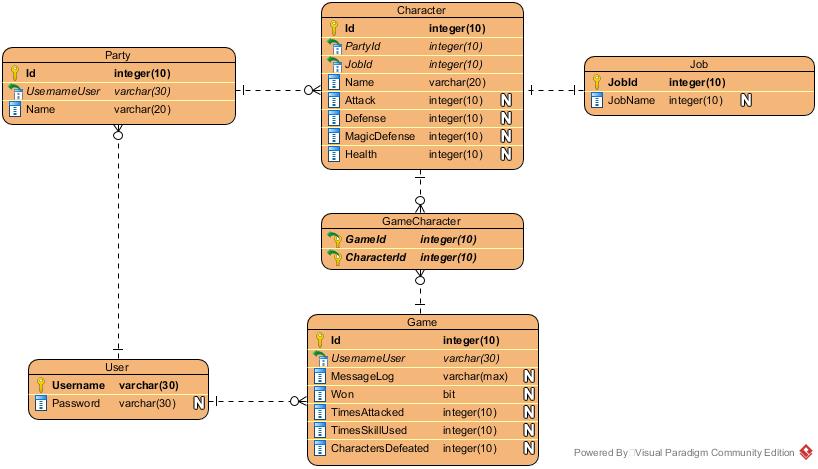 Character
Id integer(10)
PartyId integer(10)
JobId integer(10)
Name varchar(20)
Attack integer(10) N
Defense integer(10) N
MagicDefense integer(10) N
Health integer(10) N
Party
Id integer(10)
UsernameUser varchar(30)
Name varchar(20)
Job
JobId integer(10)
JobName integer(10) N
GameCharacter
GameId integer(10)
CharacterId integer(10)
Game
Id integer(10)
UsernameUser varchar(30)
MessageLog varchar(max) N
Won bit N
TimesAttacked integer(10) N
TimesSkillUsed integer(10) N
CharactersDefeated integer(10) N
User
Username varchar(30)
Password varchar(30) N
Powered By Visual Paradigm Community Edition